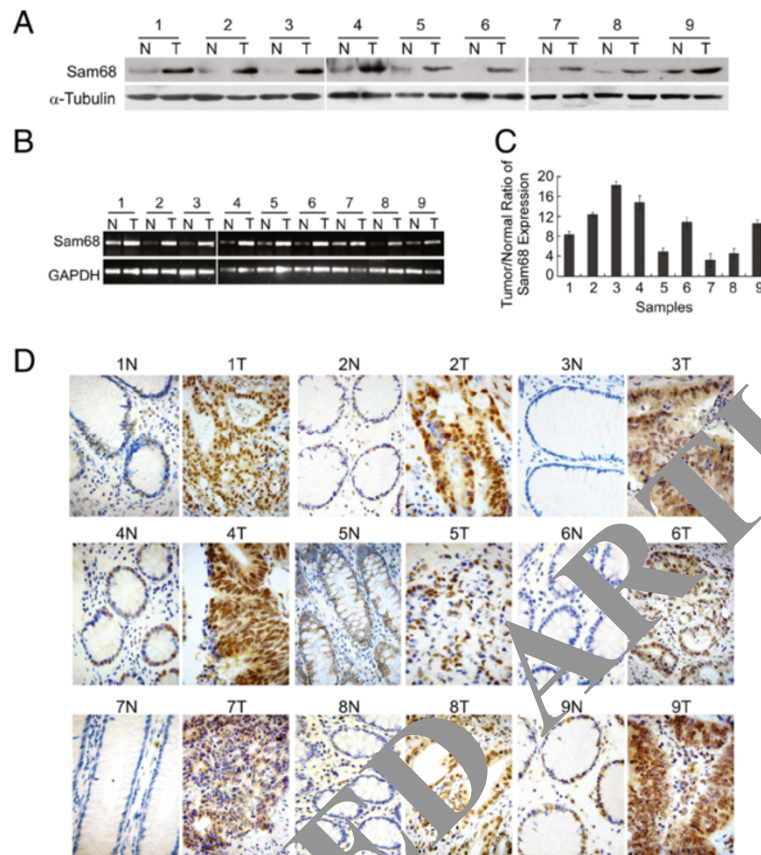 A
1 2 3 4 5 6 7 8 9
N T N T N T N T N T N T N T N T N T
Sam68
α-Tubulin
B
1 2 3 4 5 6 7 8 9
N T N T N T N T N T N T N T N T N T
Sam68
GAPDH
C
Tumor/Normal Ratio of
Sam68 Expression
20
16
12
8
4
0
1 2 3 4 5 6 7 8 9
Samples
D
1N 1T 2N 2T 3N 3T
4N 4T 5N 5T 6N 6T
7N 7T 8N 8T 9N 9T
ED ARTI